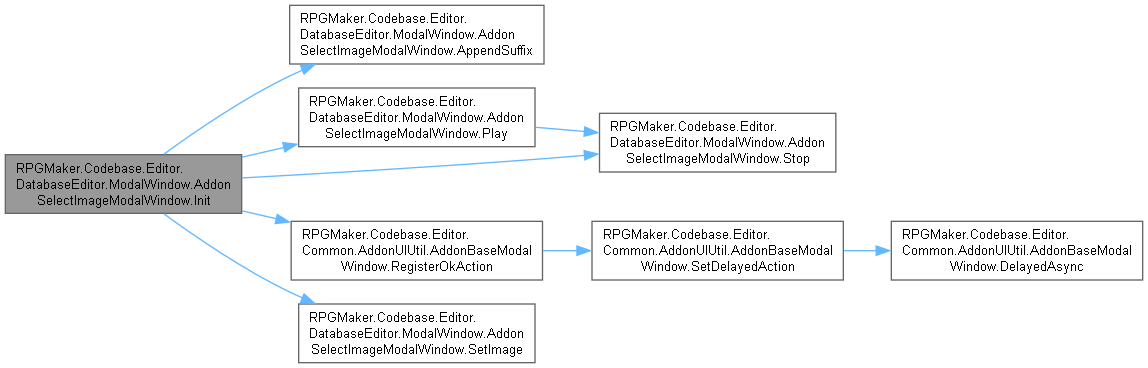 RPGMaker.Codebase.Editor.
DatabaseEditor.ModalWindow.Addon
SelectImageModalWindow.Init
RPGMaker.Codebase.Editor.
DatabaseEditor.ModalWindow.Addon
SelectImageModalWindow.AppendSuffix
RPGMaker.Codebase.Editor.
DatabaseEditor.ModalWindow.Addon
SelectImageModalWindow.Play
RPGMaker.Codebase.Editor.
DatabaseEditor.ModalWindow.Addon
SelectImageModalWindow.Stop
RPGMaker.Codebase.Editor.
Common.AddonUIUtil.AddonBaseModal
Window.RegisterOkAction
RPGMaker.Codebase.Editor.
Common.AddonUIUtil.AddonBaseModal
Window.SetDelayedAction
RPGMaker.Codebase.Editor.
Common.AddonUIUtil.AddonBaseModal
Window.DelayedAsync
RPGMaker.Codebase.Editor.
DatabaseEditor.ModalWindow.Addon
SelectImageModalWindow.SetImage